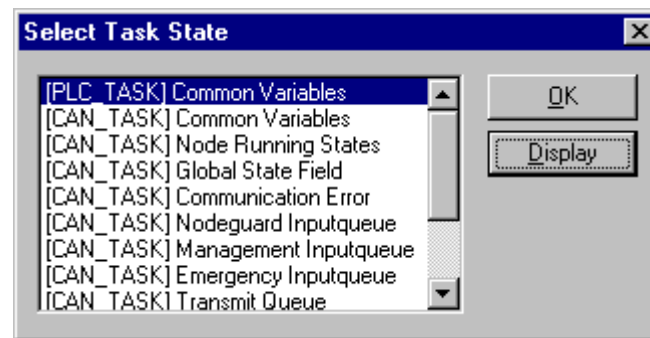 Select Task State
[PLC_TASK] Common Variables
[CAN_TASK] Common Variables
[CAN_TASK] Node Running States
[CAN_TASK] Global State Field
[CAN_TASK] Communication Error
[CAN_TASK] Nodeguard Inputqueue
[CAN_TASK] Management Inputqueue
[CAN_TASK] Emergency Inputqueue
[CAN_TASK] Transmit Queue
OK
Display